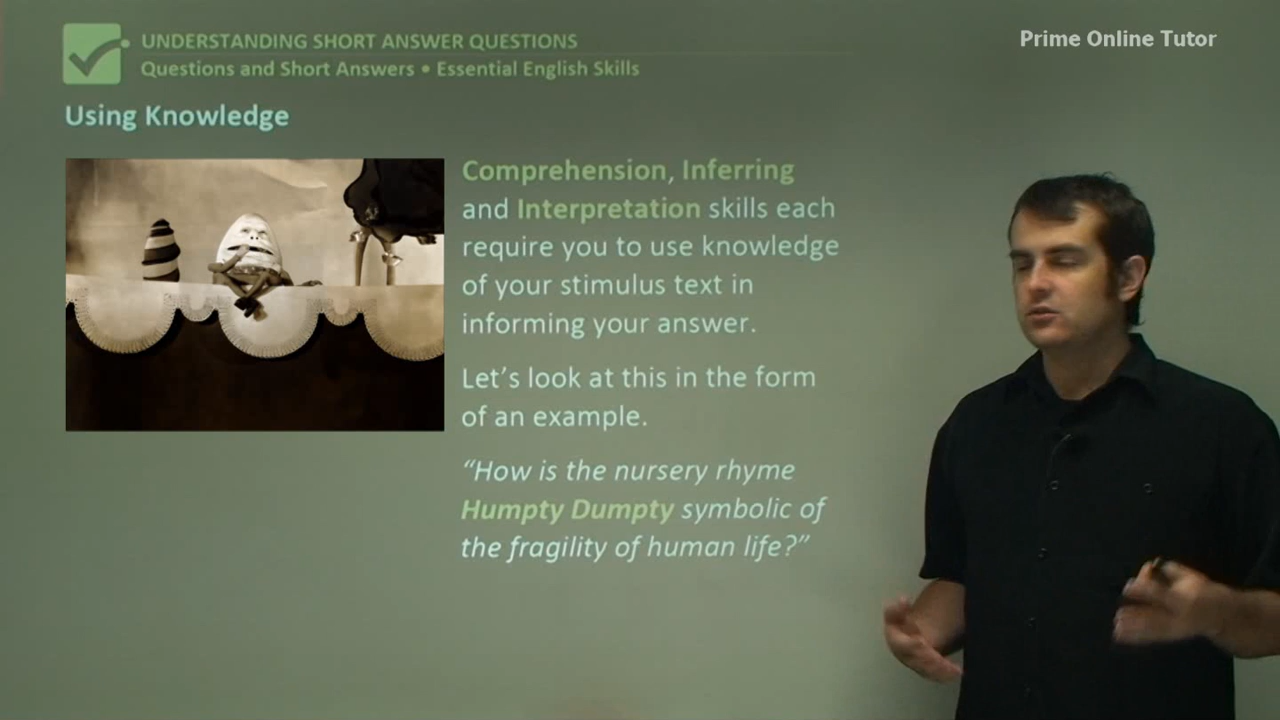 UNDERSTANDING SHORT ANSWER QUESTIONS
Questions and Short Answers • Essential English Skills
Prime Online Tutor
Using Knowledge
Comprehension, Inferring
and Interpretation skills each
require you to use knowledge
of your stimulus text in
informing your answer.
Let’s look at this in the form
of an example.
“How is the nursery rhyme
Humpty Dumpty symbolic of
the fragility of human life?”